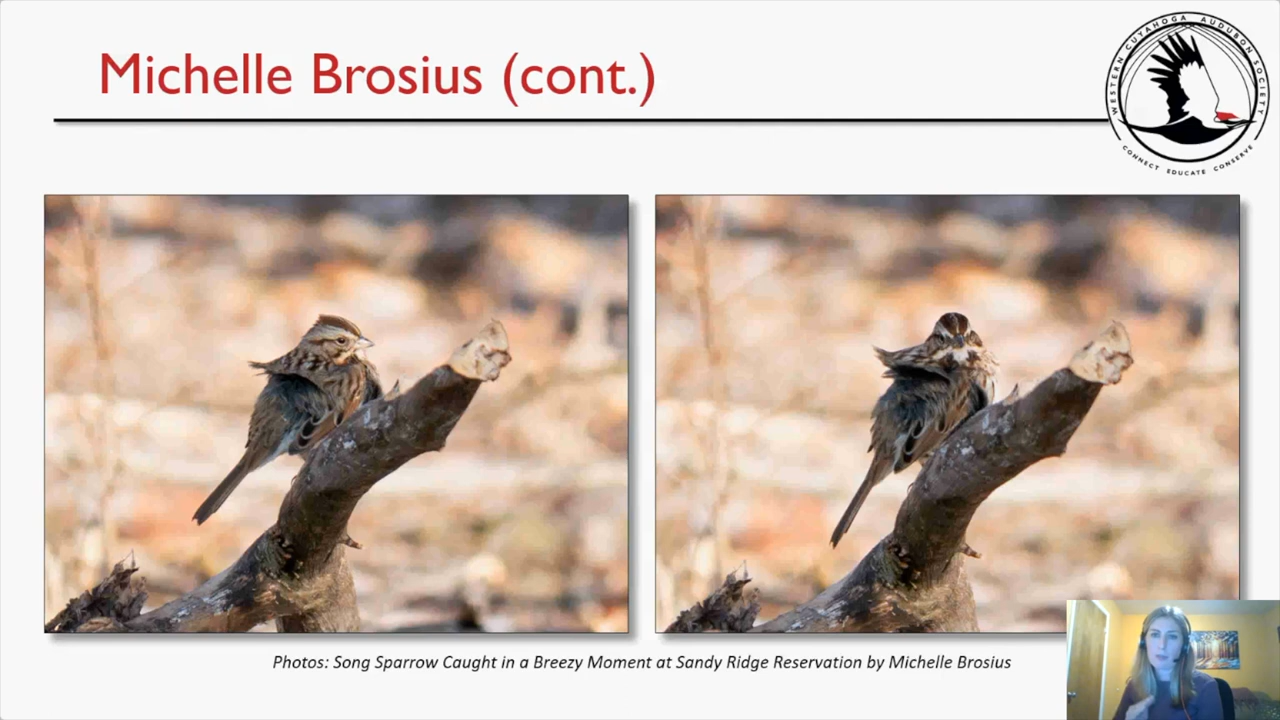 Michelle Brosius (cont.)
WESTERN CUYAHOGA AUDUBON SOCIETY
CONNECT EDUCATE CONSERVE
Photos: Song Sparrow Caught in a Breezy Moment at Sandy Ridge Reservation by Michelle Brosius